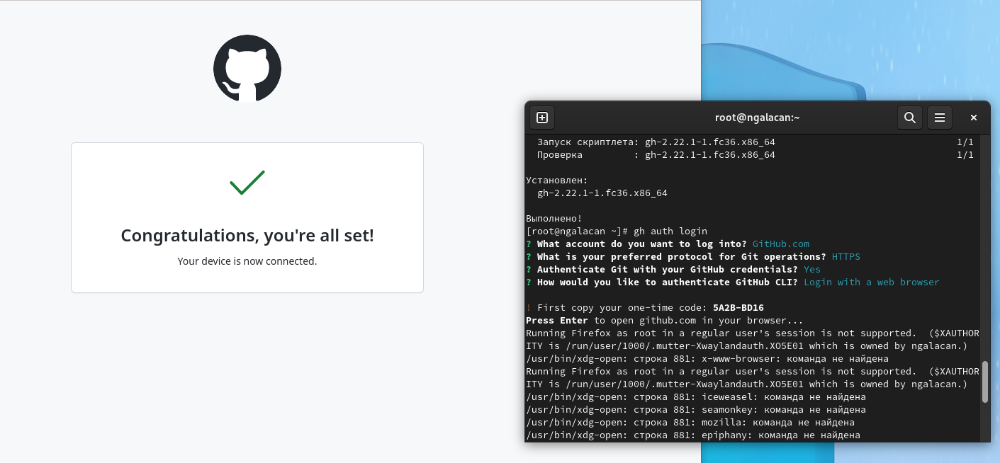 Congratulations, you're all set!
Your device is now connected.
root@ngalacan:~
Запуск скриптлета: gh-2.22.1-1.fc36.x86_64 1/1
Проверка : gh-2.22.1-1.fc36.x86_64 1/1
Установлен:
gh-2.22.1-1.fc36.x86_64
Выполнено!
[root@ngalacan ~]# gh auth login
? What account do you want to log into? GitHub.com
? What is your preferred protocol for Git operations? HTTPS
? Authenticate Git with your GitHub credentials? Yes
? How would you like to authenticate GitHub CLI? Login with a web browser
! First copy your one-time code: 5A2B-BD16
Press Enter to open github.com in your browser...
Running Firefox as root in a regular user's session is not supported.  ($XAUTHOR
ITY is /run/user/1000/.mutter-Xwaylandauth.XO5E01 which is owned by ngalacan.)
/usr/bin/xdg-open: строка 881: x-www-browser: команда не найдена
Running Firefox as root in a regular user's session is not supported.  ($XAUTHOR
ITY is /run/user/1000/.mutter-Xwaylandauth.XO5E01 which is owned by ngalacan.)
/usr/bin/xdg-open: строка 881: iceweasel: команда не найдена
/usr/bin/xdg-open: строка 881: seamonkey: команда не найдена
/usr/bin/xdg-open: строка 881: mozilla: команда не найдена
/usr/bin/xdg-open: строка 881: epiphany: команда не найдена